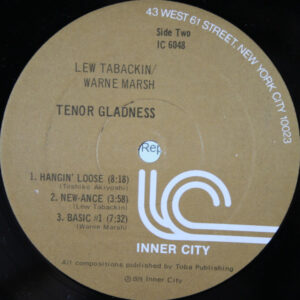 43 WEST 61 STREET, NEW YORK CITY 10023
Side Two
IC 6048
LEW TABACKIN/
WARNE MARSH
TENOR GLADNESS
1. HANGIN' LOOSE (8:18)
(Toshiko Akiyoshi)
2. NEW-ANCE (3:58)
(Lew Tabackin)
3. BASIC #1 (7:32)
(Warne Marsh)
INNER CITY
All compositions published by Toba Publishing
Inner City